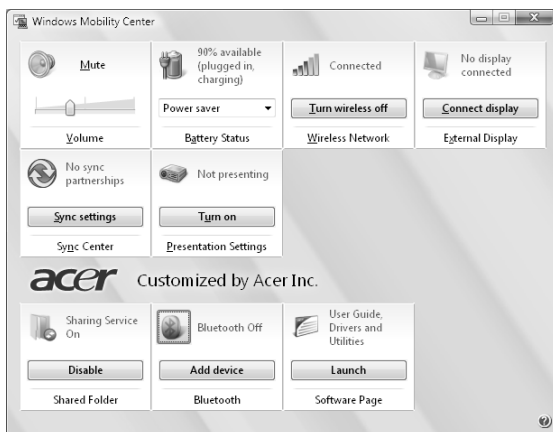 Windows Mobility Center
Mute
Volume
90% available
(plugged in,
charging)
Power saver
Battery Status
Connected
Turn wireless off
Wireless Network
No display
connected
Connect display
External Display
No sync
partnerships
Sync settings
Sync Center
Not presenting
Turn on
Presentation Settings
acer Customized by Acer Inc.
Sharing Service
On
Disable
Shared Folder
Bluetooth Off
Add device
Bluetooth
User Guide,
Drivers and
Utilities
Launch
Software Page